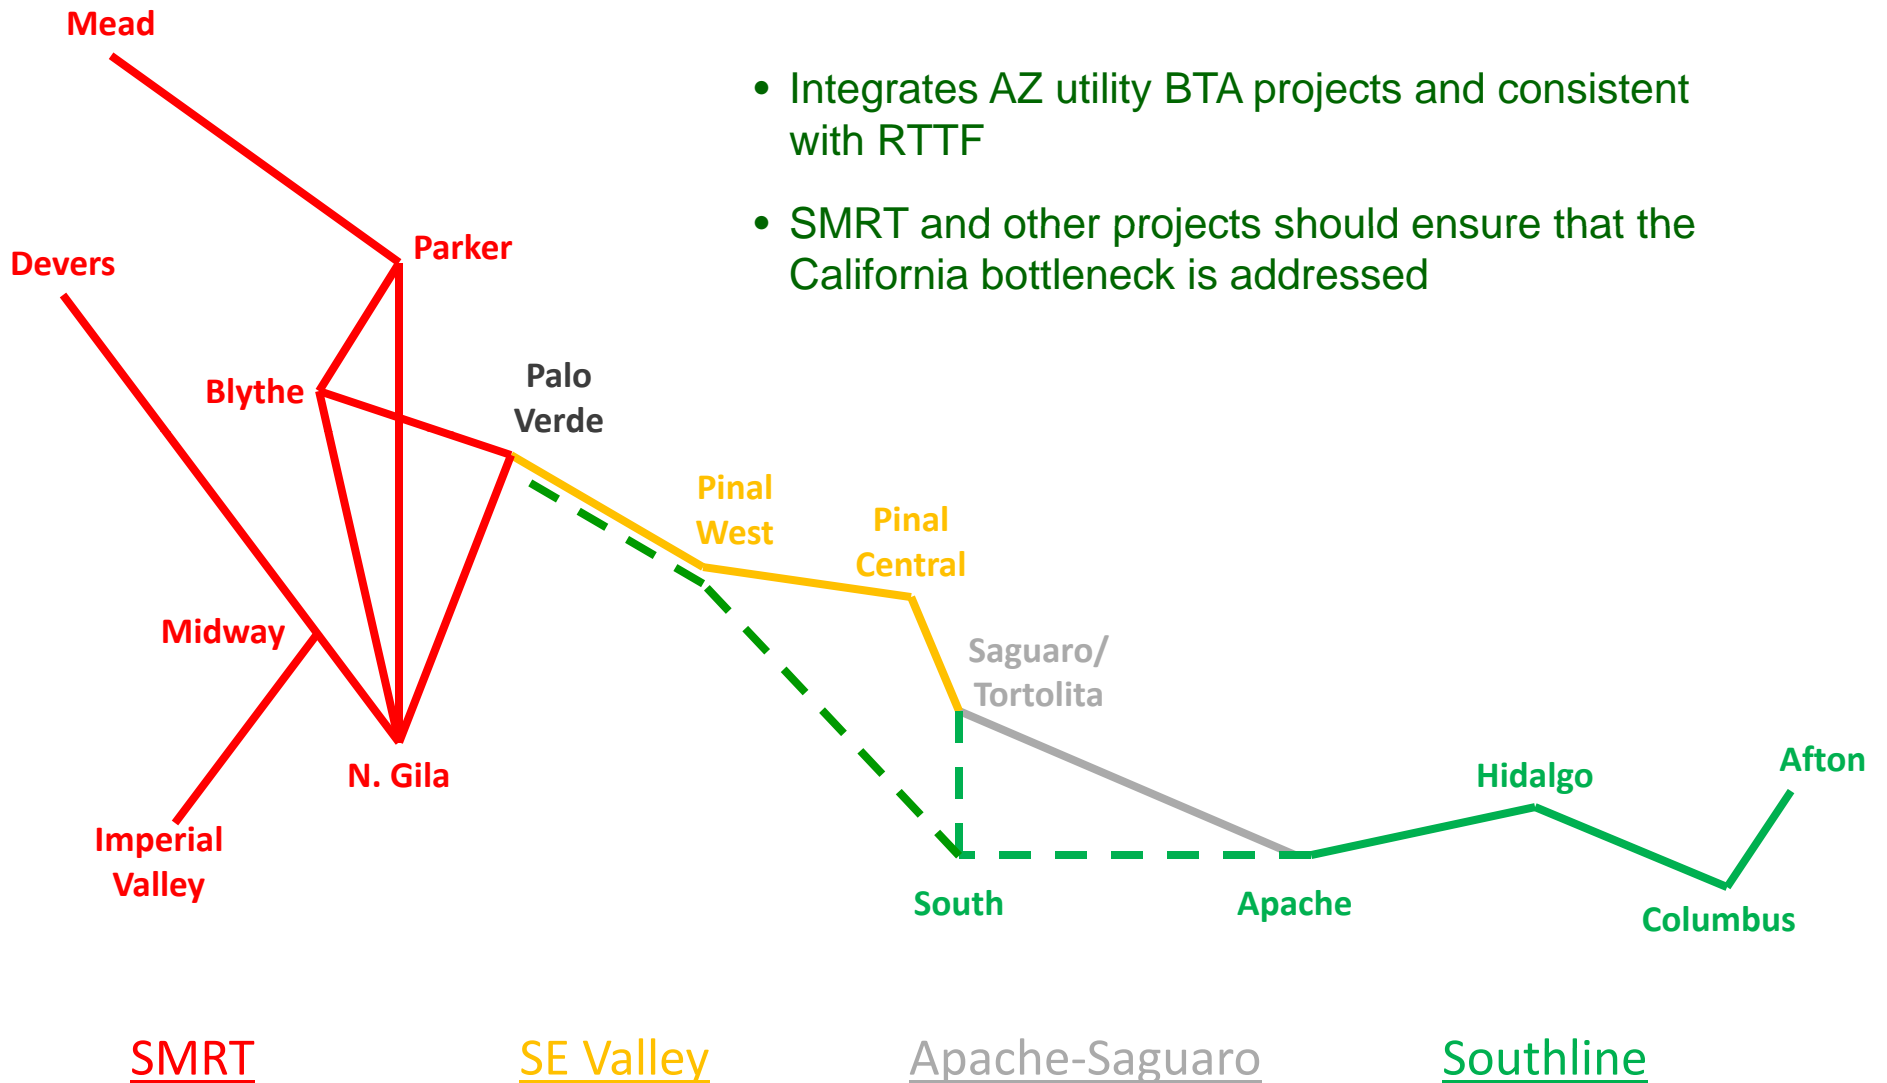 Mead
• Integrates AZ utility BTA projects and consistent
with RTTF
• SMRT and other projects should ensure that the
California bottleneck is addressed
Parker
Devers
Blythe
Palo
Verde
Pinal
West
Pinal
Central
Midway
Saguaro/
Tortolita
N. Gila
Imperial
Valley
South
Apache
Hidalgo
Afton
Columbus
SMRT
SE Valley
Apache-Saguaro
Southline